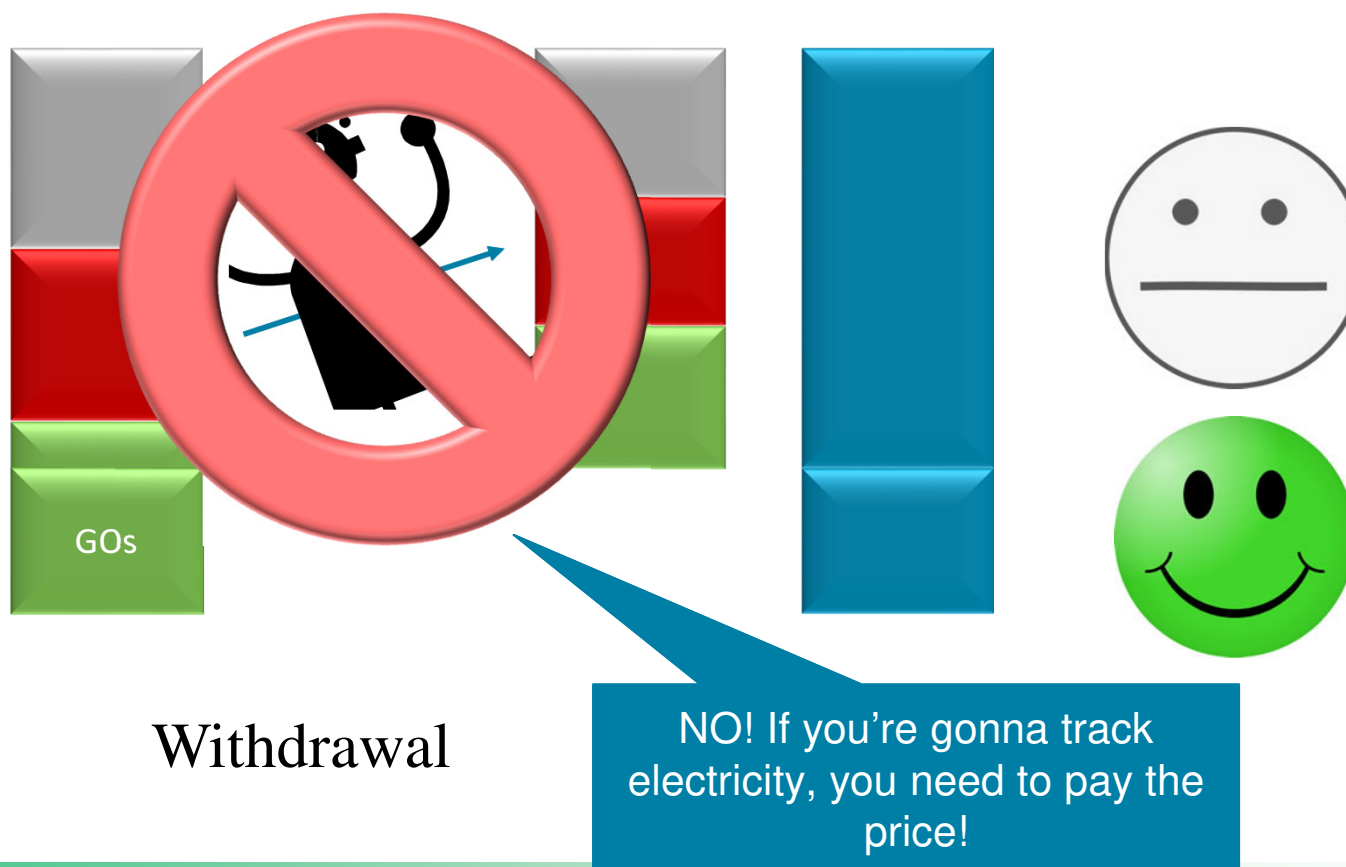 GOs
Withdrawal
NO! If you’re gonna track
electricity, you need to pay the
price!